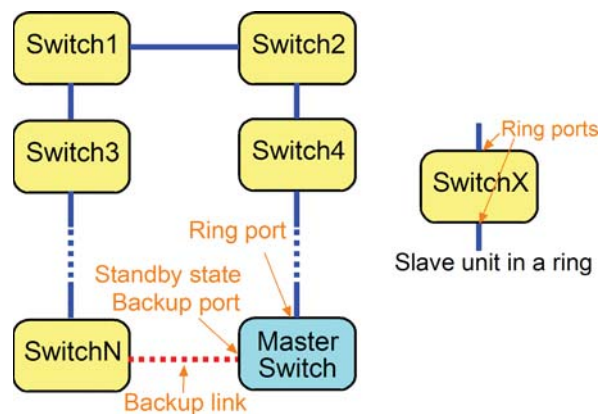 Switch1
Switch2
Switch3
Switch4
Ring ports
SwitchX
Slave unit in a ring
Ring port
Standby state
Backup port
SwitchN
Master
Switch
Backup link